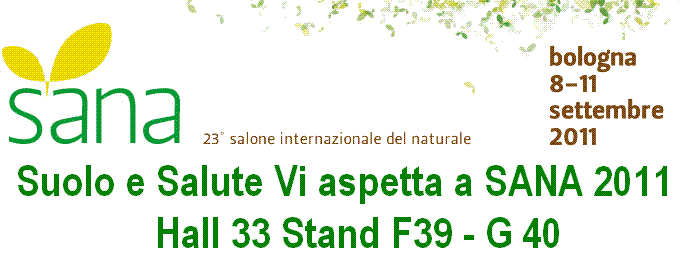 sana
23° salone internazionale del naturale
bologna
8–11
settembre
2011
Suolo e Salute Vi aspetta a SANA 2011
Hall 33 Stand F39 - G 40